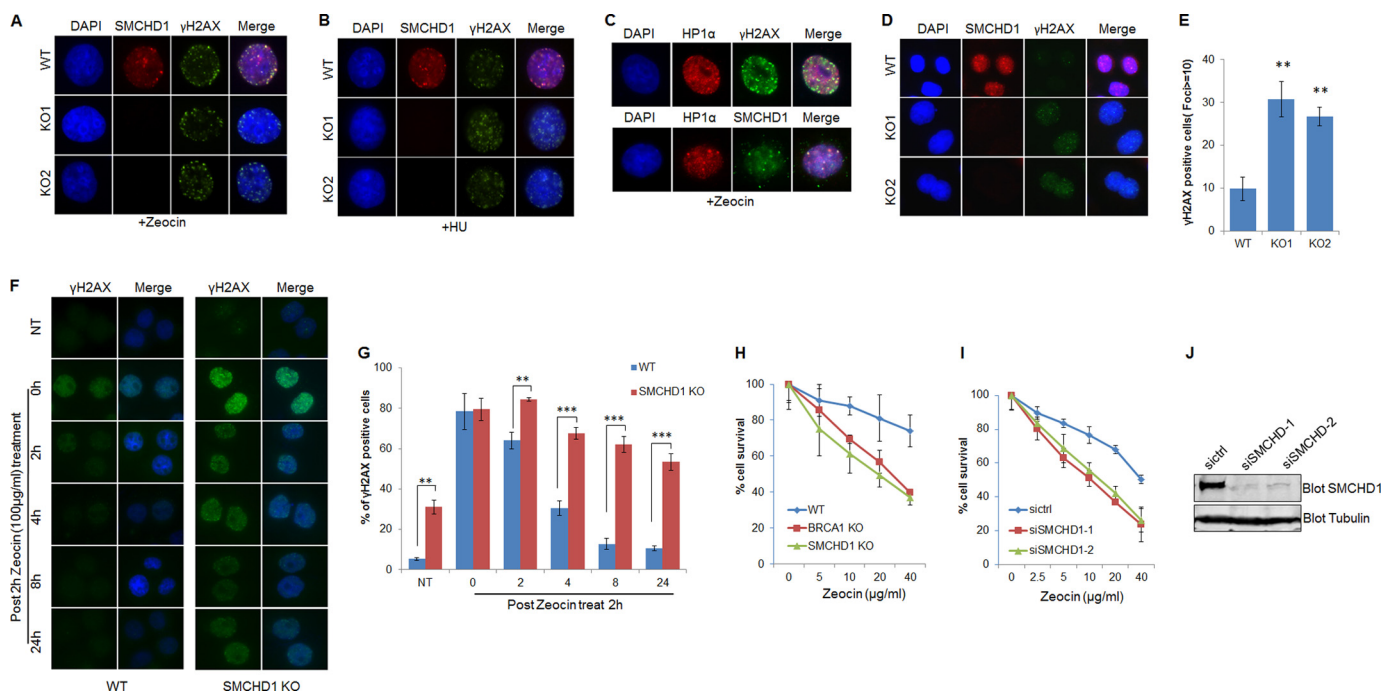 A
DAPI SMCHD1 γH2AX Merge
WT
KO1
KO2
+Zeocin
B
DAPI SMCHD1 γH2AX Merge
WT
KO1
KO2
+HU
C
DAPI HP1α γH2AX Merge
DAPI HP1α SMCHD1 Merge
+Zeocin
D
DAPI SMCHD1 γH2AX Merge
WT
KO1
KO2
E
γH2AX positive cells( Foci>=10)
40
30
20
10
0
** **
WT KO1 KO2
F
γH2AX Merge γH2AX Merge
NT
0h
2h
4h
8h
24h
Post 2h Zeocin (100μg/ml) treatment
WT SMCHD1 KO
G
% of γH2AX positive cells
100
80
60
40
20
0
WT
SMCHD1 KO
** ** *** *** ***
NT 0 2 4 8 24
Post Zeocin treat 2h
H
% cell survival
120
100
80
60
40
20
0
WT
BRCA1 KO
SMCHD1 KO
0 5 10 20 40
Zeocin (μg/ml)
I
% cell survival
120
100
80
60
40
20
0
sictrl
siSMCHD1-1
siSMCHD1-2
0 2.5 5 10 20 40
Zeocin (μg/ml)
J
sictrl siSMCHD-1 siSMCHD-2
Blot SMCHD1
Blot Tubulin